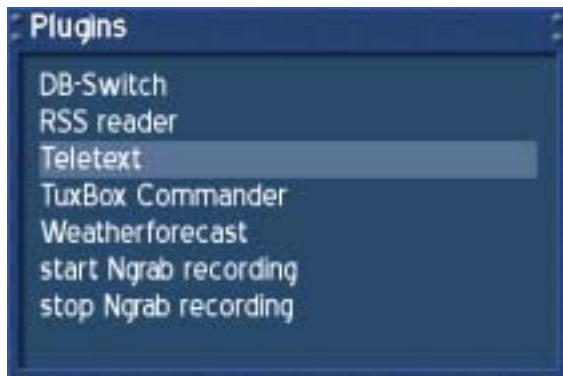 Plugins
DB-Switch
RSS reader
Teletext
TuxBox Commander
Weatherforecast
start Ngrab recording
stop Ngrab recording